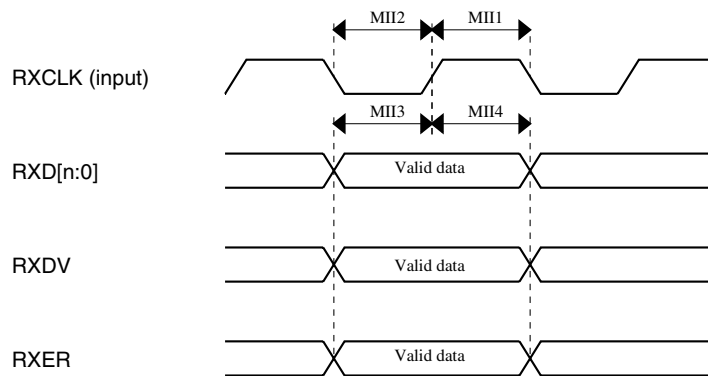 MII2 MII1
RXCLK (input)
MII3 MII4
RXD[n:0] Valid data
RXDV Valid data
RXER Valid data